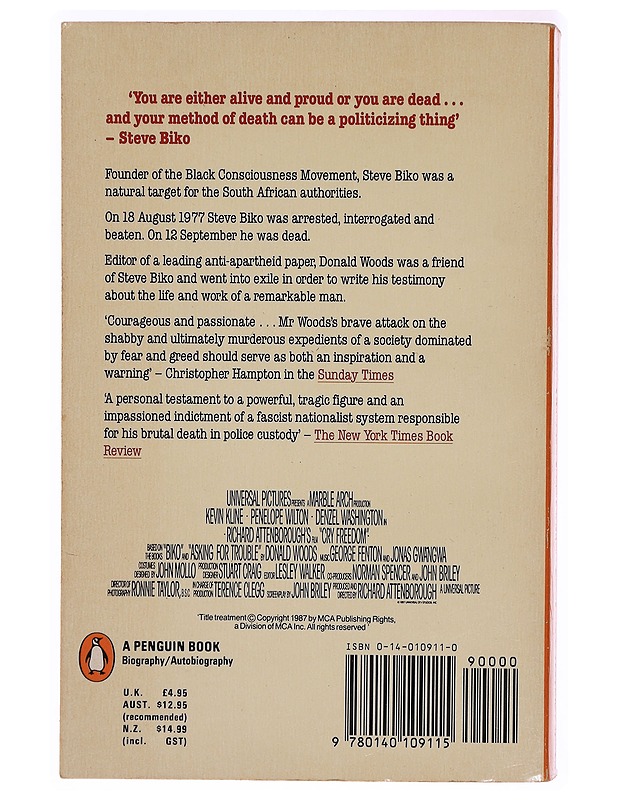 'You are either alive and proud or you are dead . . .
and your method of death can be a politicizing thing'
– Steve Biko
Founder of the Black Consciousness Movement, Steve Biko was a
natural target for the South African authorities.
On 18 August 1977 Steve Biko was arrested, interrogated and
beaten. On 12 September he was dead.
Editor of a leading anti-apartheid paper, Donald Woods was a friend
of Steve Biko and went into exile in order to write his testimony
about the life and work of a remarkable man.
'Courageous and passionate . . . Mr Woods's brave attack on the
shabby and ultimately murderous expedients of a society dominated
by fear and greed should serve as both an inspiration and a
warning' – Christopher Hampton in the Sunday Times
'A personal testament to a powerful, tragic figure and an
impassioned indictment of a fascist nationalist system responsible
for his brutal death in police custody' – The New York Times Book
Review
UNIVERSAL PICTURES PRESENTS A MARBLE ARCH PRODUCTION
KEVIN KLINE · PENELOPE WILTON · DENZEL WASHINGTON IN
RICHARD ATTENBOROUGH'S FILM "CRY FREEDOM"
BASED ON THE BOOKS "BIKO" AND "ASKING FOR TROUBLE" BY DONALD WOODS MUSIC GEORGE FENTON AND JONAS GWANGWA
COSTUMES DESIGNED BY JOHN MOLLO PRODUCTION DESIGNER STUART CRAIG EDITOR LESLEY WALKER CO-PRODUCERS NORMAN SPENCER AND JOHN BRILEY
DIRECTOR OF PHOTOGRAPHY RONNIE TAYLOR, B.S.C. IN CHARGE OF PRODUCTION TERENCE CLEGG SCREENPLAY BY JOHN BRILEY PRODUCED AND DIRECTED BY RICHARD ATTENBOROUGH A UNIVERSAL PICTURE
© 1987 UNIVERSAL CITY STUDIOS, INC.
'Title treatment © Copyright 1987 by MCA Publishing Rights,
a Division of MCA Inc. All rights reserved'
A PENGUIN BOOK
Biography/Autobiography
U.K. £4.95
AUST. $12.95
(recommended)
N.Z. $14.99
(incl. GST)
ISBN 0-14-010911-0
90000
9 780140 109115